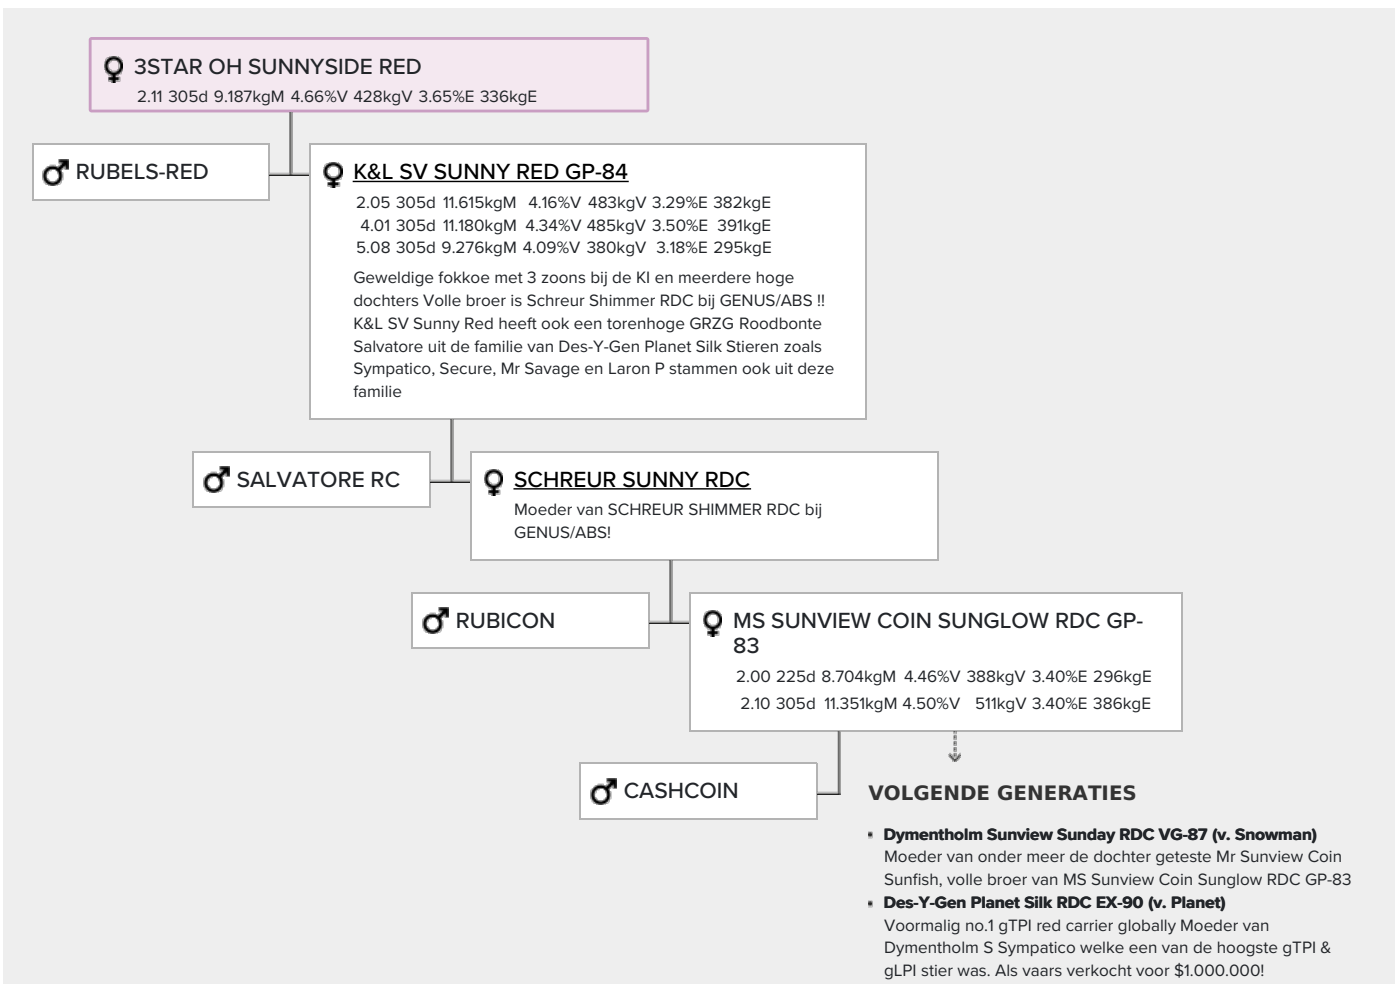 3STAR OH SUNNYSIDE RED
2.11 305d 9.187kgM 4.66%V 428kgV 3.65%E 336kgE
RUBELS-RED
K&L SV SUNNY RED GP-84
2.05 305d 11.615kgM 4.16%V 483kgV 3.29%E 382kgE
4.01 305d 11.180kgM 4.34%V 485kgV 3.50%E 391kgE
5.08 305d 9.276kgM 4.09%V 380kgV 3.18%E 295kgE
Geweldige fokkoe met 3 zoons bij de KI en meerdere hoge
dochters Volle broer is Schreur Shimmer RDC bij GENUS/ABS !!
K&L SV Sunny Red heeft ook een torenhoge GRZG Roodbonte
Salvatore uit de familie van Des-Y-Gen Planet Silk Stieren zoals
Sympatico, Secure, Mr Savage en Laron P stammen ook uit deze
familie
SALVATORE RC
SCHREUR SUNNY RDC
Moeder van SCHREUR SHIMMER RDC bij
GENUS/ABS!
RUBICON
MS SUNVIEW COIN SUNGLOW RDC GP-
83
2.00 225d 8.704kgM 4.46%V 388kgV 3.40%E 296kgE
2.10 305d 11.351kgM 4.50%V 511kgV 3.40%E 386kgE
CASHCOIN
VOLGENDE GENERATIES
Dymentholm Sunview Sunday RDC VG-87 (v. Snowman)
Moeder van onder meer de dochter geteste Mr Sunview Coin
Sunfish, volle broer van MS Sunview Coin Sunglow RDC GP-83
Des-Y-Gen Planet Silk RDC EX-90 (v. Planet)
Voormalig no.1 gTPI red carrier globally Moeder van
Dymentholm S Sympatico welke een van de hoogste gTPI &
gLPI stier was. Als vaars verkocht voor $1.000.000!